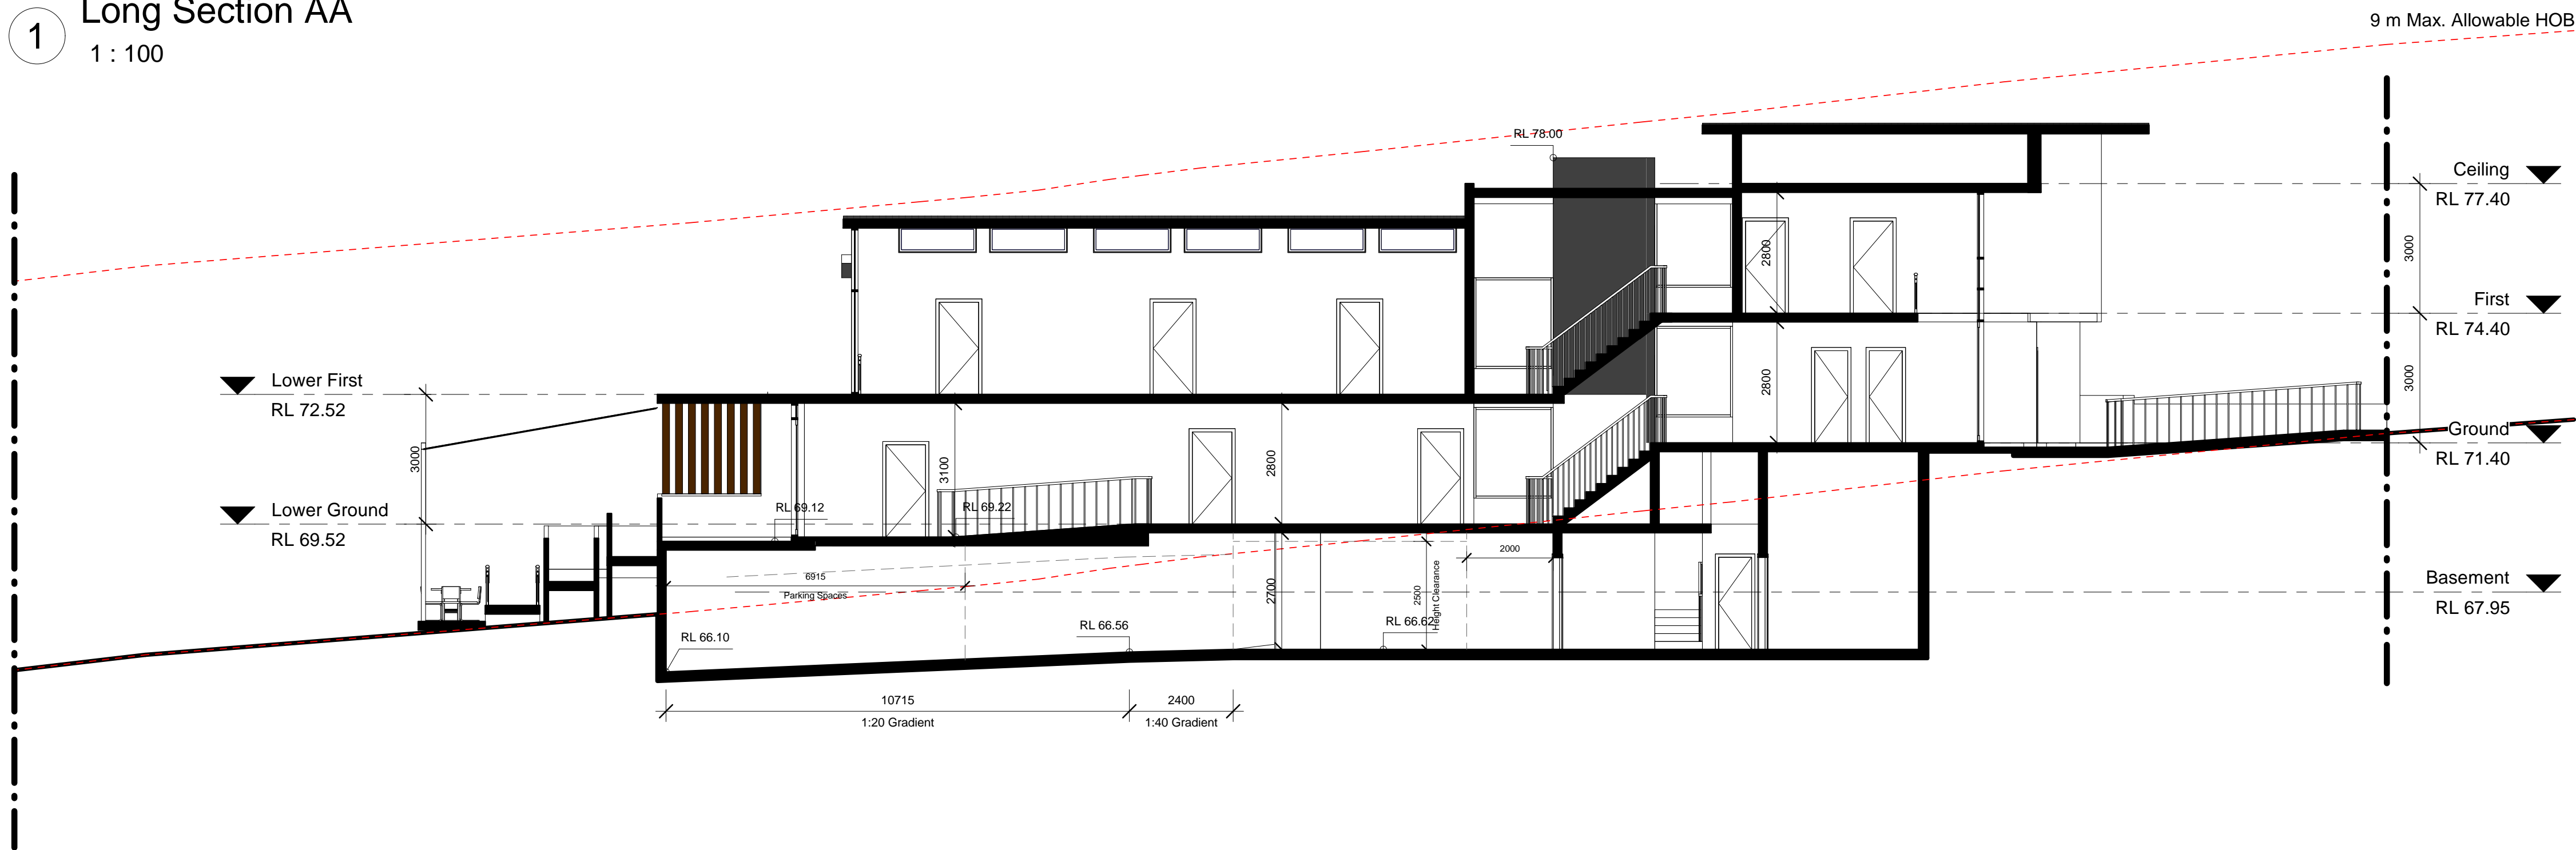 1
Long Section AA
1 : 100
9 m Max. Allowable HOB
RL 78.00
Ceiling
RL 77.40
3000
2800
First
RL 74.40
3000
2800
Lower First
RL 72.52
3000
Ground
RL 71.40
3100
2800
Lower Ground
RL 69.52
RL 69.12
RL 69.22
2000
6915
Parking Spaces
2700
2500
Height Clearance
Basement
RL 67.95
RL 66.10
RL 66.56
RL 66.62
10715
2400
1:20 Gradient
1:40 Gradient